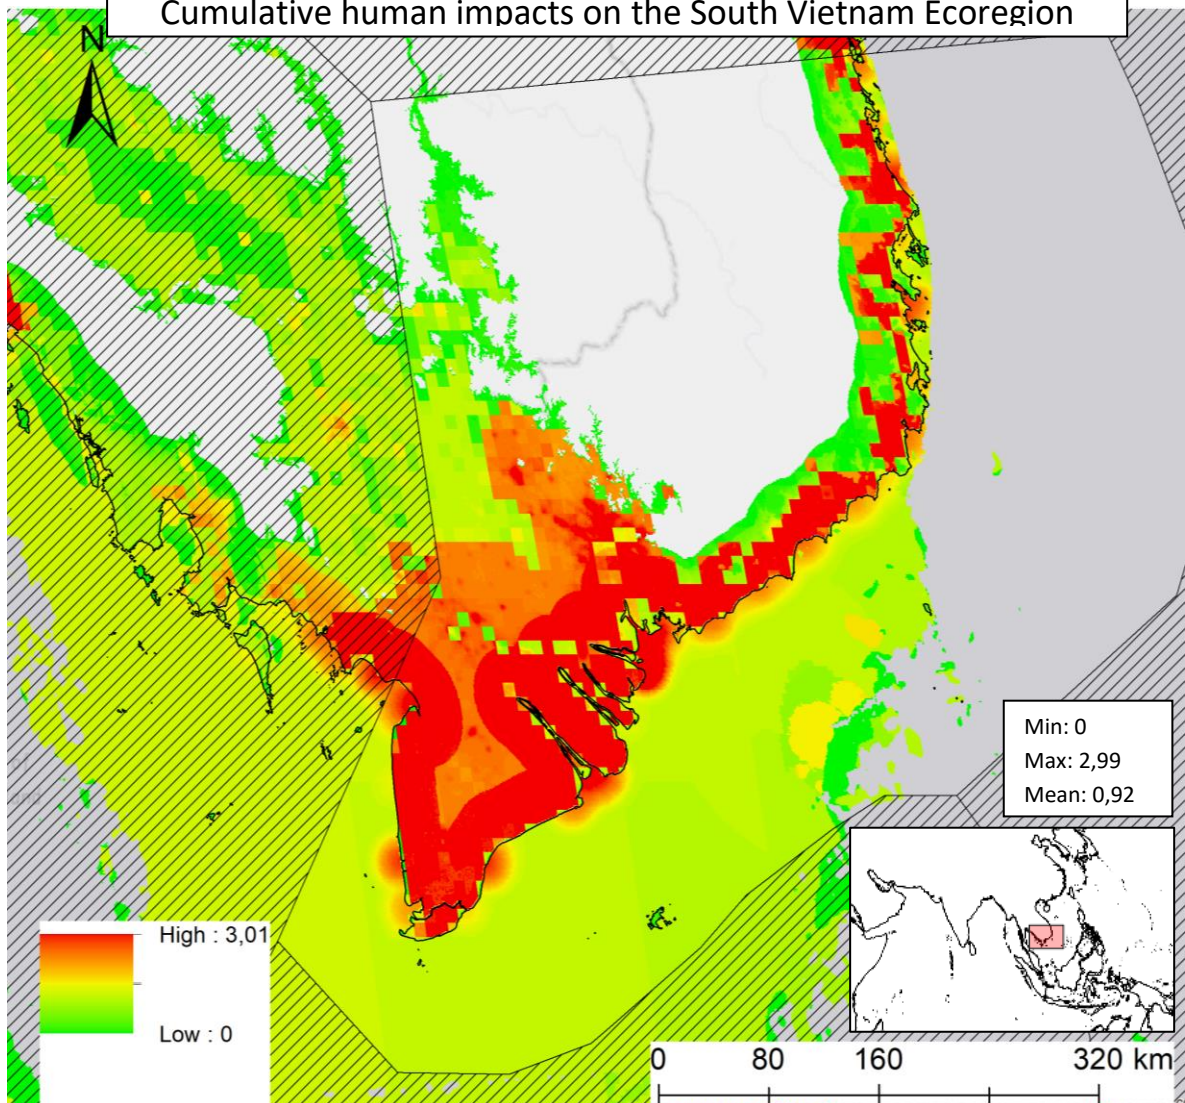 Cumulative human impacts on the South Vietnam Ecoregion
N
Min: 0
Max: 2,99
Mean: 0,92
High : 3,01
Low : 0
0 80 160 320 km